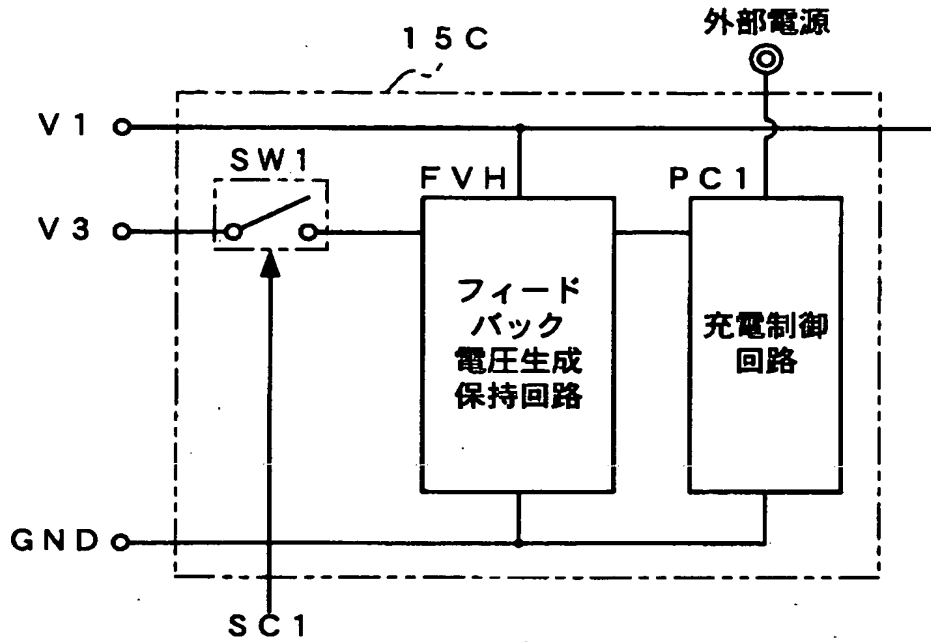 15C
外部電源
V1
SW1
FVH
PC1
V3
フィード
バック
電圧生成
保持回路
充電制御
回路
GND
SC1